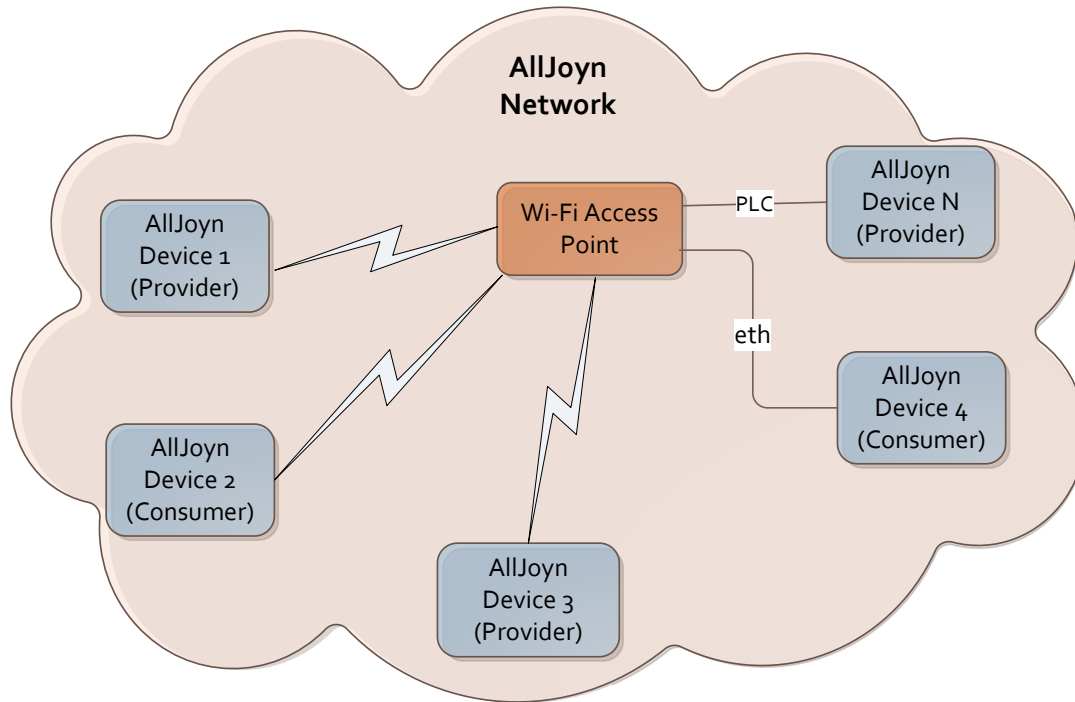 AllJoyn
Network
AllJoyn
Device 1
(Provider)
Wi-Fi Access
Point
PLC
AllJoyn
Device N
(Provider)
eth
AllJoyn
Device 4
(Consumer)
AllJoyn
Device 2
(Consumer)
AllJoyn
Device 3
(Provider)